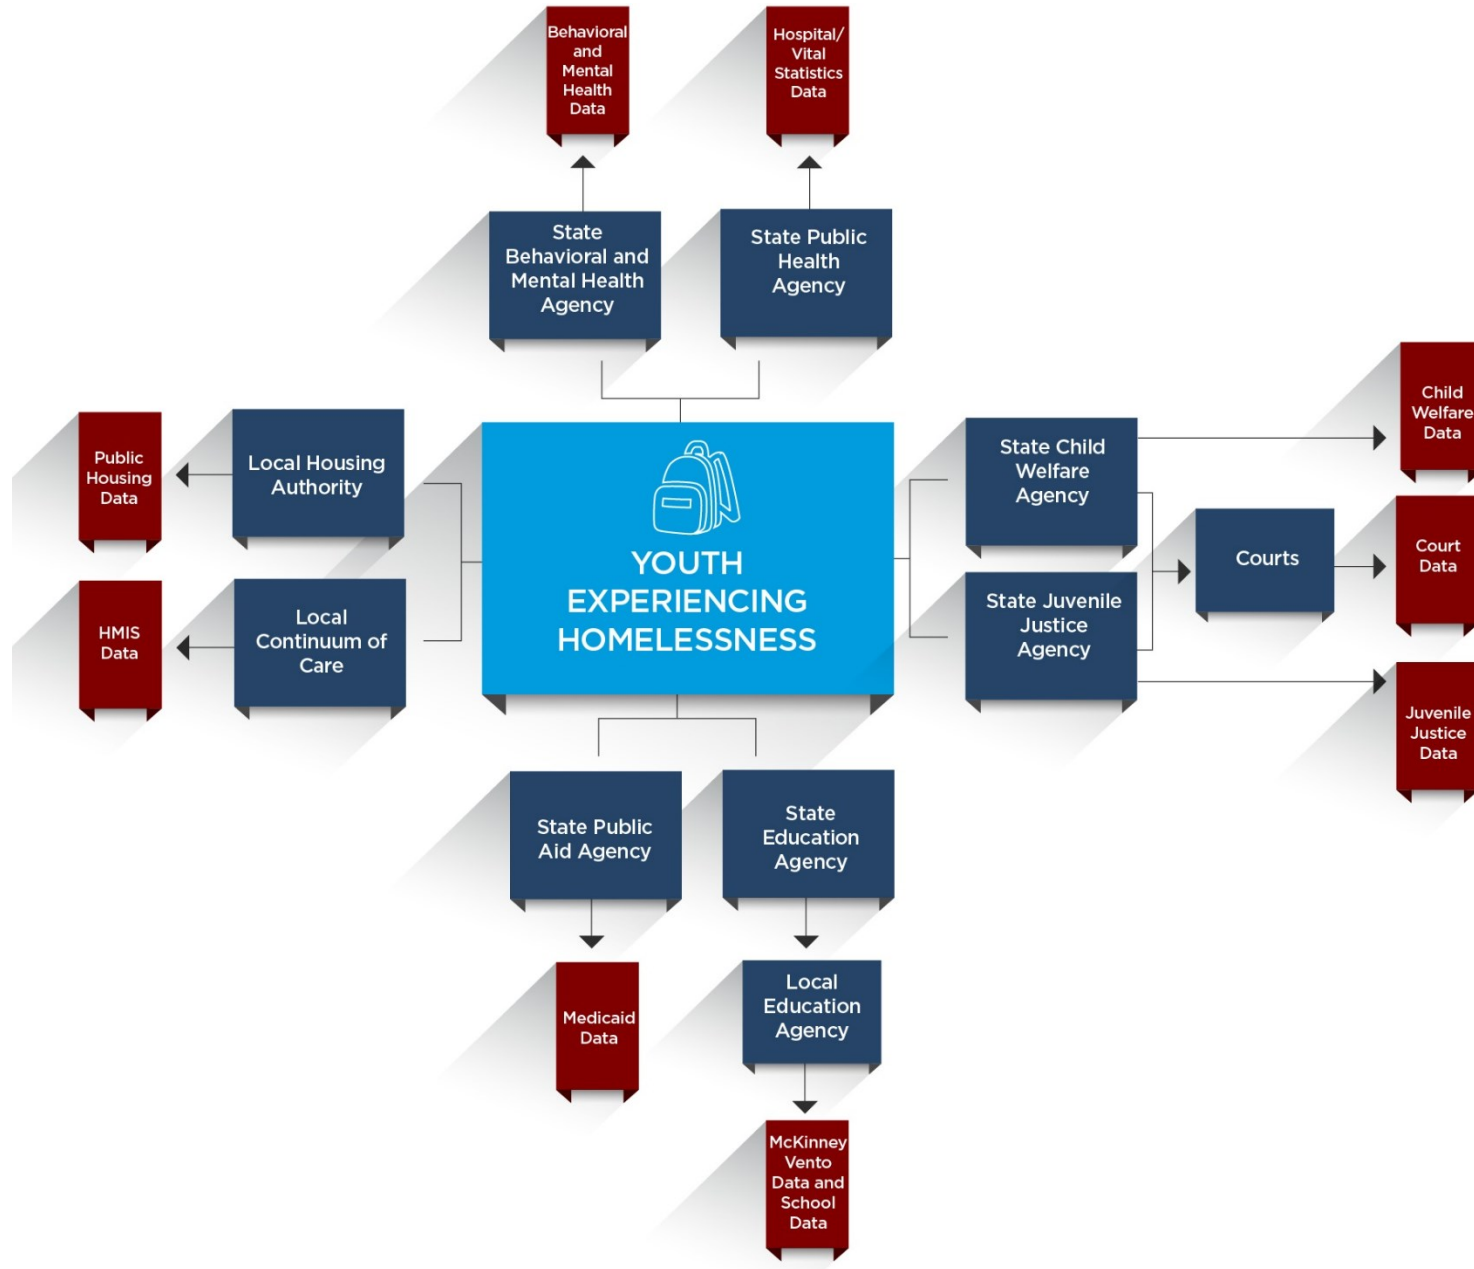 Behavioral
and
Mental
Health
Data
Hospital/
Vital
Statistics
Data
State
Behavioral and
Mental Health
Agency
State Public
Health
Agency
Public
Housing
Data
Local Housing
Authority
HMIS
Data
Local
Continuum of
Care
YOUTH
EXPERIENCING
HOMELESSNESS
State Child
Welfare
Agency
State Juvenile
Justice
Agency
Courts
Child
Welfare
Data
Court
Data
Juvenile
Justice
Data
State Public
Aid Agency
State
Education
Agency
Medicaid
Data
Local
Education
Agency
McKinney
Vento
Data and
School
Data